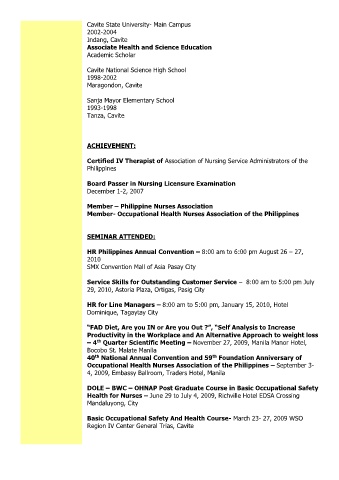 Cavite State University- Main Campus
2002-2004
Indang, Cavite
Associate Health and Science Education
Academic Scholar
Cavite National Science High School
1998-2002
Maragondon, Cavite
Sanja Mayor Elementary School
1993-1998
Tanza, Cavite
ACHIEVEMENT:
Certified IV Therapist of Association of Nursing Service Administrators of the
Philippines
Board Passer in Nursing Licensure Examination
December 1-2, 2007
Member – Philippine Nurses Association
Member- Occupational Health Nurses Association of the Philippines
SEMINAR ATTENDED:
HR Philippines Annual Convention – 8:00 am to 6:00 pm August 26 – 27,
2010
SMX Convention Mall of Asia Pasay City
Service Skills for Outstanding Customer Service – 8:00 am to 5:00 pm July
29, 2010, Astoria Plaza, Ortigas, Pasig City
HR for Line Managers – 8:00 am to 5:00 pm, January 15, 2010, Hotel
Dominique, Tagaytay City
"FAD Diet, Are you IN or Are you Out ?", "Self Analysis to Increase
Productivity in the Workplace and An Alternative Approach to weight loss
– 4th Quarter Scientific Meeting – November 27, 2009, Manila Manor Hotel,
Bocobo St. Malate Manila
40th National Annual Convention and 59th Foundation Anniversary of
Occupational Health Nurses Association of the Philippines – September 3-
4, 2009, Embassy Ballroom, Traders Hotel, Manila
DOLE – BWC – OHNAP Post Graduate Course in Basic Occupational Safety
Health for Nurses – June 29 to July 4, 2009, Richville Hotel EDSA Crossing
Mandaluyong, City
Basic Occupational Safety And Health Course- March 23- 27, 2009 WSO
Region IV Center General Trias, Cavite